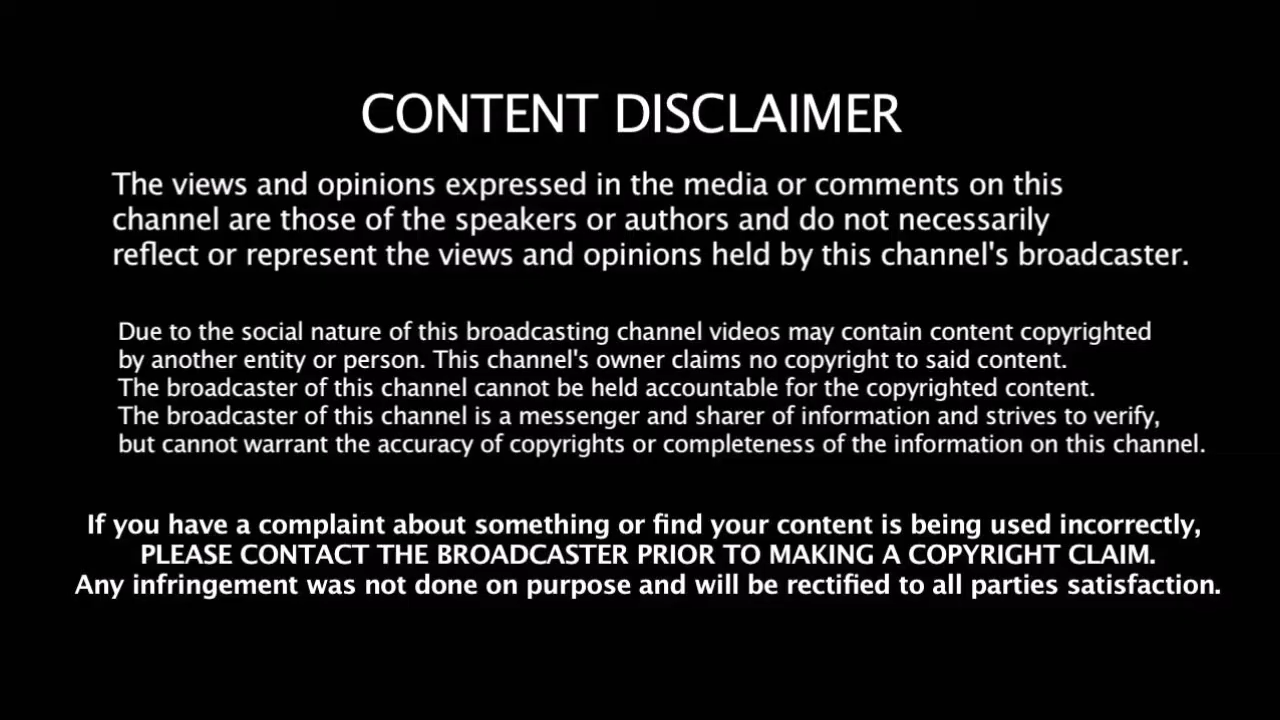 CONTENT DISCLAIMER
The views and opinions expressed in the media or comments on this
channel are those of the speakers or authors and do not necessarily
reflect or represent the views and opinions held by this channel's broadcaster.
Due to the social nature of this broadcasting channel videos may contain content copyrighted
by another entity or person. This channel's owner claims no copyright to said content.
The broadcaster of this channel cannot be held accountable for the copyrighted content.
The broadcaster of this channel is a messenger and sharer of information and strives to verify,
but cannot warrant the accuracy of copyrights or completeness of the information on this channel.
If you have a complaint about something or find your content is being used incorrectly,
PLEASE CONTACT THE BROADCASTER PRIOR TO MAKING A COPYRIGHT CLAIM.
Any infringement was not done on purpose and will be rectified to all parties satisfaction.